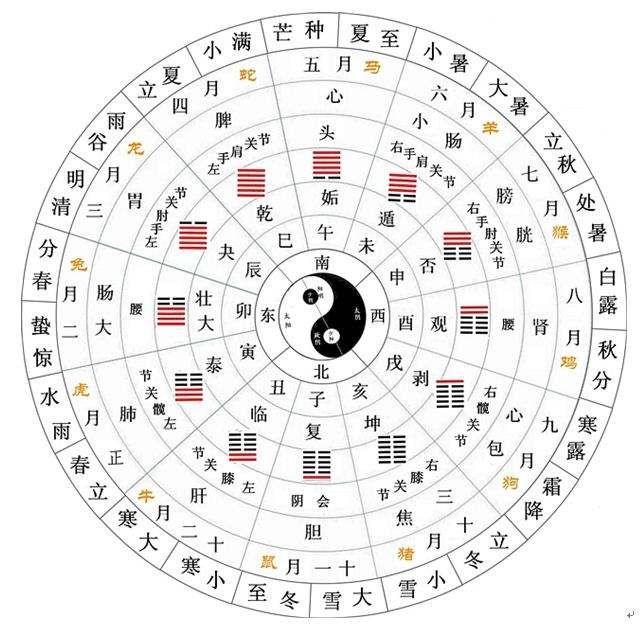 芒种
夏至
小暑
大暑
立秋
处暑
白露
秋分
寒露
霜降
立冬
小雪
大雪
冬至
小寒
大寒
立春
雨水
惊蛰
春分
清明
谷雨
立夏
小满
五月 马
六月 羊
七月 猴
八月 鸡
九月 狗
十月 猪
十一月 鼠
十二月 牛
正月 虎
二月 兔
三月 龙
四月 蛇
心
小肠
膀胱
肾
心包
三焦
胆
肝
肺
大肠
胃
脾
头
右手肩关节
右手肘关节
腰
右髋关节
右膝关节
会阴
左膝关节
左髋关节
腰
左手肘关节
左手肩关节
姤
遁
否
观
剥
坤
复
临
泰
大壮
夬
乾
午
未
申
酉
戌
亥
子
丑
寅
卯
辰
巳
南
西
北
东
阳明
太阳
太阴